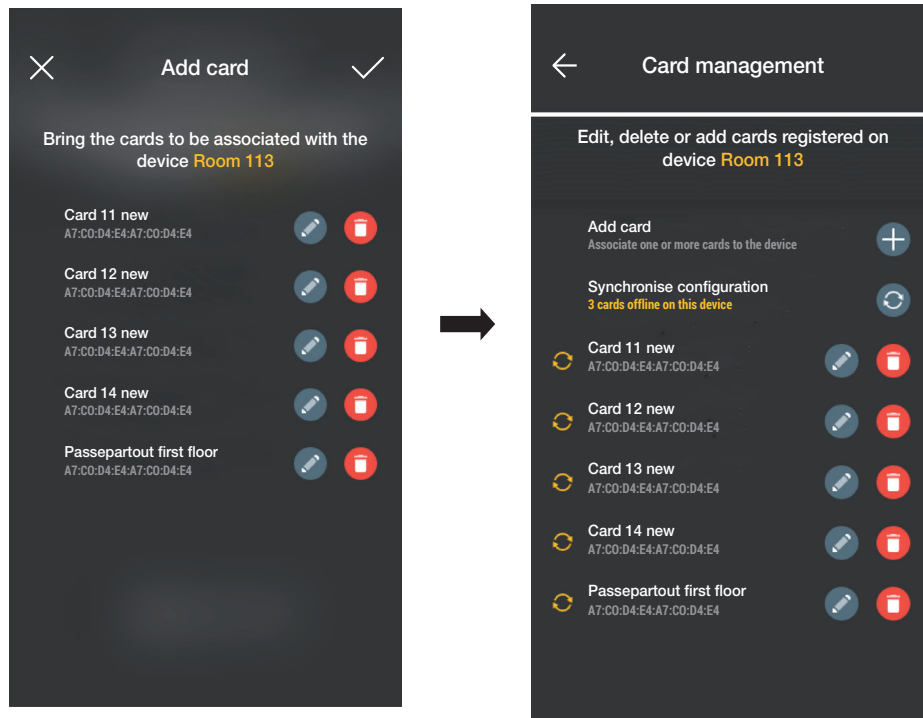 Add card
Bring the cards to be associated with the
device Room 113
Card 11 new
A7:C0:D4:E4:A7:C0:D4:E4
Card 12 new
A7:C0:D4:E4:A7:C0:D4:E4
Card 13 new
A7:C0:D4:E4:A7:C0:D4:E4
Card 14 new
A7:C0:D4:E4:A7:C0:D4:E4
Passepartout first floor
A7:C0:D4:E4:A7:C0:D4:E4
Card management
Edit, delete or add cards registered on
device Room 113
Add card
Associate one or more cards to the device
Synchronise configuration
3 cards offline on this device
Card 11 new
A7:C0:D4:E4:A7:C0:D4:E4
Card 12 new
A7:C0:D4:E4:A7:C0:D4:E4
Card 13 new
A7:C0:D4:E4:A7:C0:D4:E4
Card 14 new
A7:C0:D4:E4:A7:C0:D4:E4
Passepartout first floor
A7:C0:D4:E4:A7:C0:D4:E4